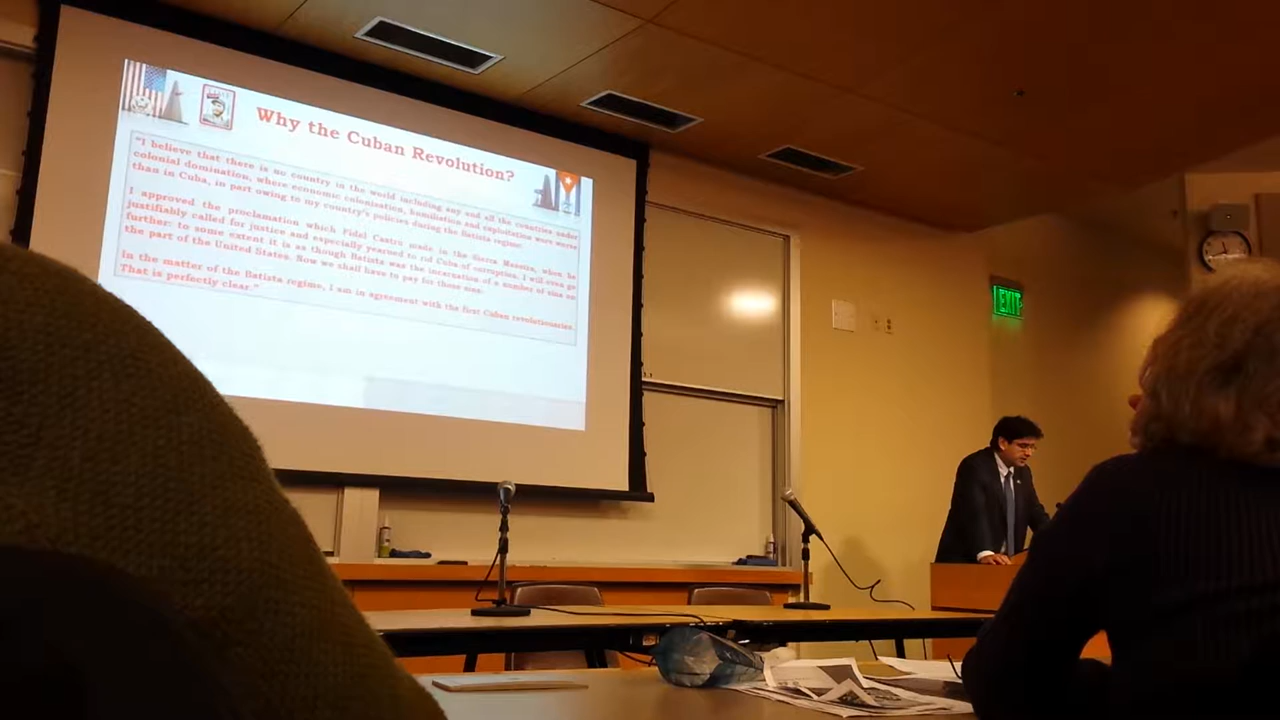 Why the Cuban Revolution?
"I believe that there is no country in the world including any and all the countries under
colonial domination, where economic colonization, humiliation and exploitation were worse
than in Cuba, in part owing to my country's policies during the Batista regime.
I approved the proclamation which Fidel Castro made in the Sierra Maestra, when he
justifiably called for justice and especially yearned to rid Cuba of corruption. I will even go
further: to some extent it is as though Batista was the incarnation of a number of sins on
the part of the United States. Now we shall have to pay for those sins.
In the matter of the Batista regime, I am in agreement with the first Cuban revolutionaries.
That is perfectly clear."
EXIT